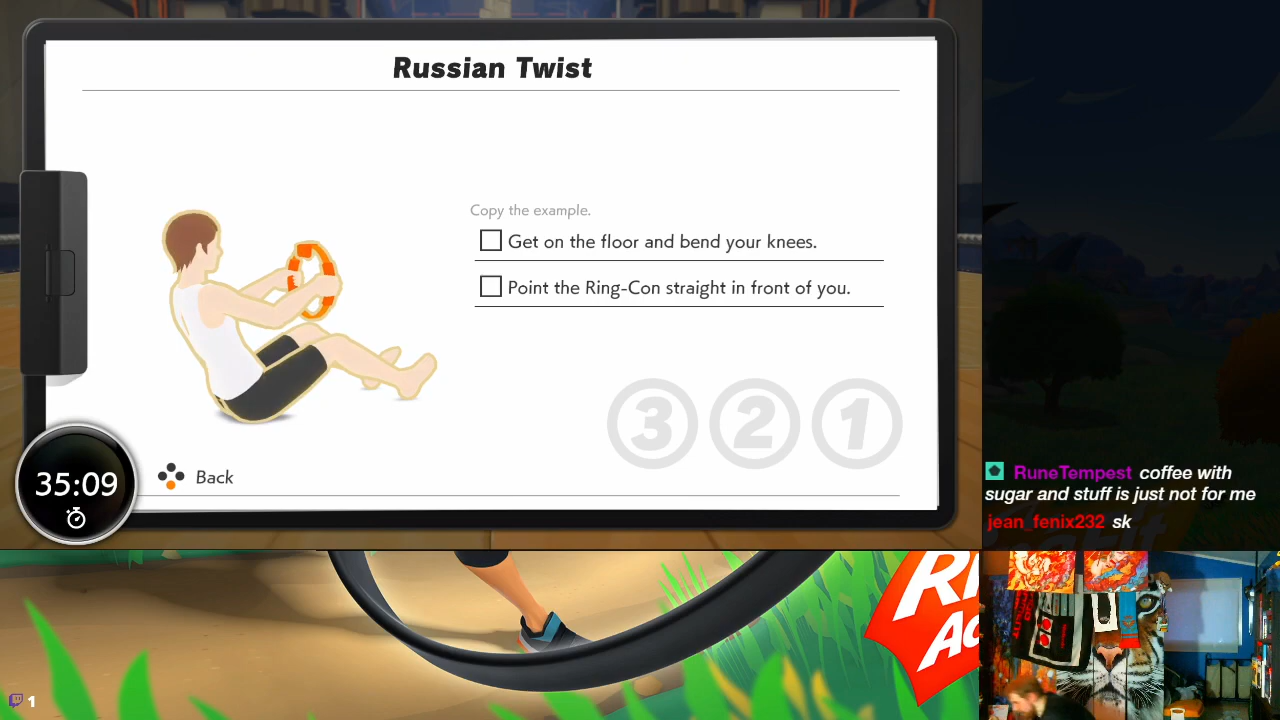 Russian Twist
Copy the example.
Get on the floor and bend your knees.
Point the Ring-Con straight in front of you.
3 2 1
35:09
Back
RuneTempest coffee with
sugar and stuff is just not for me
jean_fenix232 sk
1